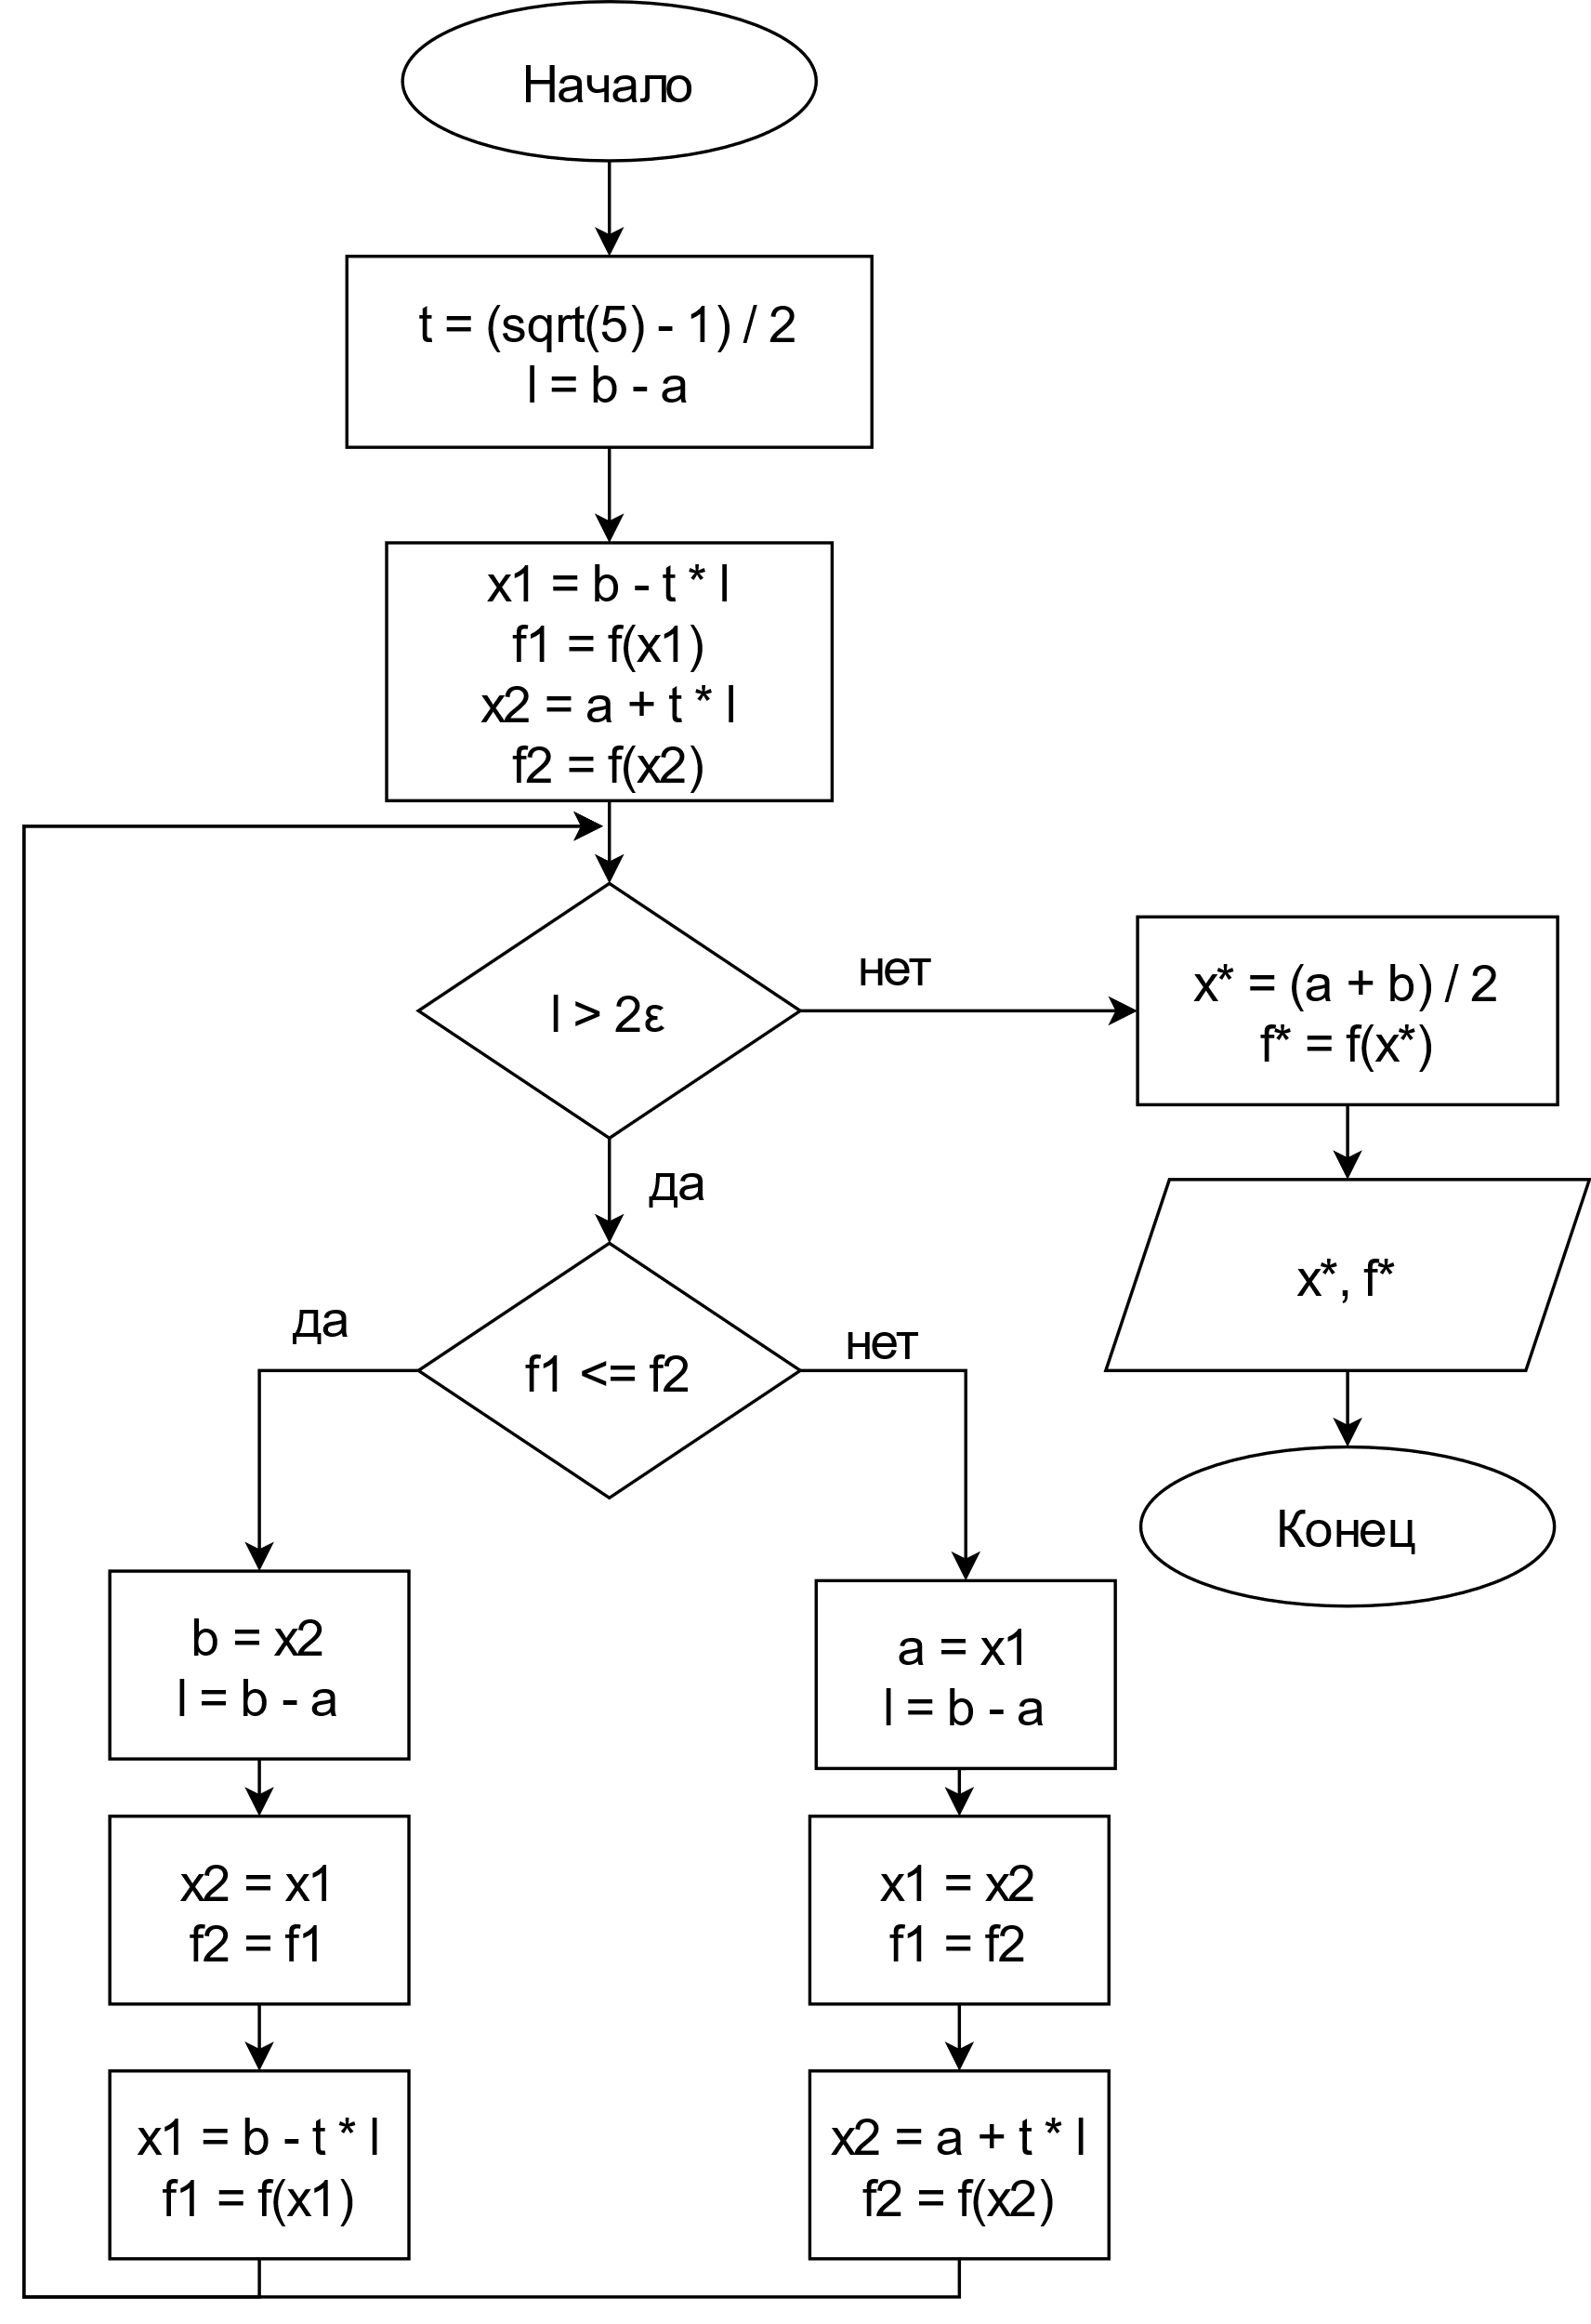 Начало
t = (sqrt(5) - 1) / 2
l = b - a
x1 = b - t * l
f1 = f(x1)
x2 = a + t * l
f2 = f(x2)
l > 2ε
нет
x* = (a + b) / 2
f* = f(x*)
да
x*, f*
да
f1 <= f2
нет
Конец
b = x2
l = b - a
a = x1
l = b - a
x2 = x1
f2 = f1
x1 = x2
f1 = f2
x1 = b - t * l
f1 = f(x1)
x2 = a + t * l
f2 = f(x2)